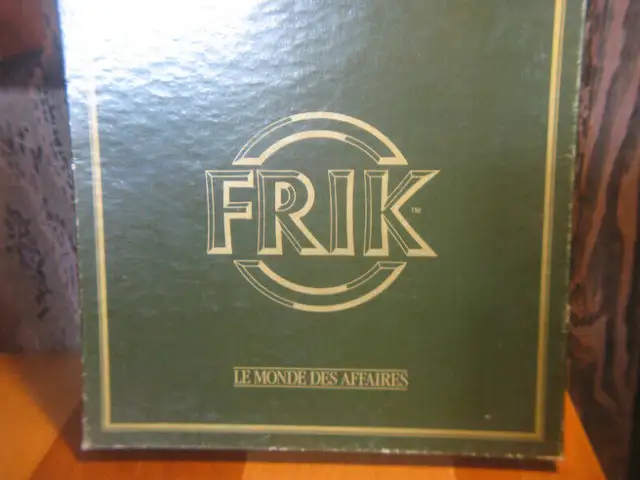 FRIK™
LE MONDE DES AFFAIRES